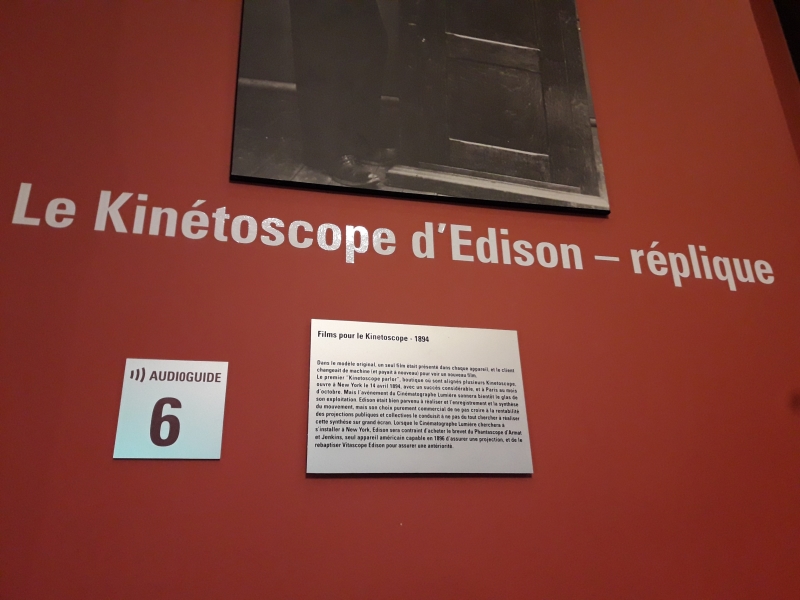 Le Kinétoscope d'Edison – réplique
Films pour le Kinetoscope - 1894
Dans le modèle original, un seul film était présenté dans chaque appareil, et le client
changeait de machine (et payait à nouveau) pour voir un nouveau film.
Le premier "Kinetoscope parlor", boutique où sont alignés plusieurs Kinetoscope,
ouvre à New York le 14 avril 1894, avec un succès considérable, et à Paris au mois
d'octobre. Mais l'avènement du Cinématographe Lumière sonnera bientôt le glas de
son exploitation. Edison était bien parvenu à réaliser et l'enregistrement et la synthèse
du mouvement, mais son choix purement commercial de ne pas croire à la rentabilité
des projections publiques et collectives le conduisit à ne pas du tout chercher à réaliser
cette synthèse sur grand écran. Lorsque le Cinématographe Lumière cherchera à
s'installer à New York, Edison sera contraint d'acheter le brevet du Phantascope d'Armat
et Jenkins, seul appareil américain capable en 1896 d'assurer une projection, et de le
rebaptiser Vitascope Edison pour assurer une antériorité.
AUDIOGUIDE
6